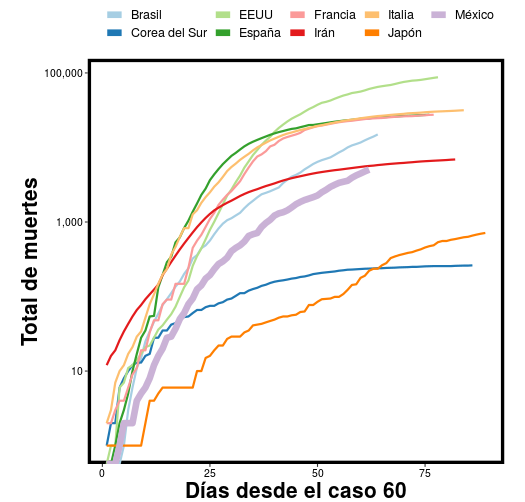 Brasil EEUU Francia Italia México
Corea del Sur España Irán Japón
100,000
1,000
10
Total de muertes
0 25 50 75
Días desde el caso 60